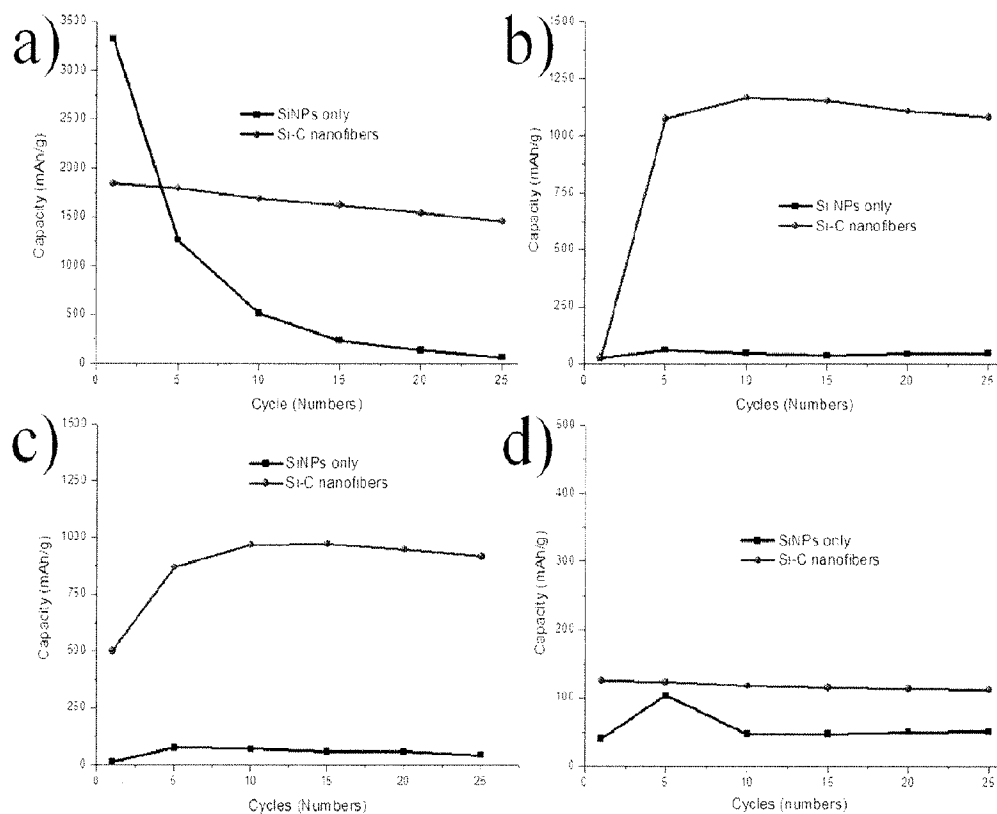 a)
3500
3000
2500
2000
1500
1000
500
0
Capacity (mAh/g)
SiNPs only
Si-C nanofibers
0 5 10 15 20 25
Cycle (Numbers)
b)
1500
1250
1000
750
500
250
0
Capacity (mAh/g)
Si NPs only
Si-C nanofibers
0 5 10 15 20 25
Cycles (Numbers)
c)
1500
1250
1000
750
500
250
0
Capacity (mAh/g)
SiNPs only
Si-C nanofibers
0 5 10 15 20 25
Cycles (Numbers)
d)
500
400
300
200
100
0
Capacity (mAh/g)
SiNPs only
Si-C nanofibers
0 5 10 15 20 25
Cycles (numbers)